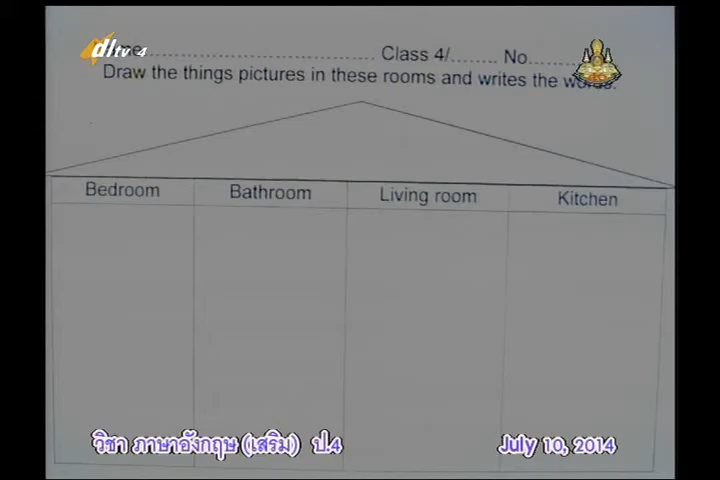 dltv 4
Name.................................... Class 4/........ No..........
Draw the things pictures in these rooms and writes the words.
Bedroom Bathroom Living room Kitchen
วิชา ภาษาอังกฤษ (เสริม) ป.4 July 10, 2014